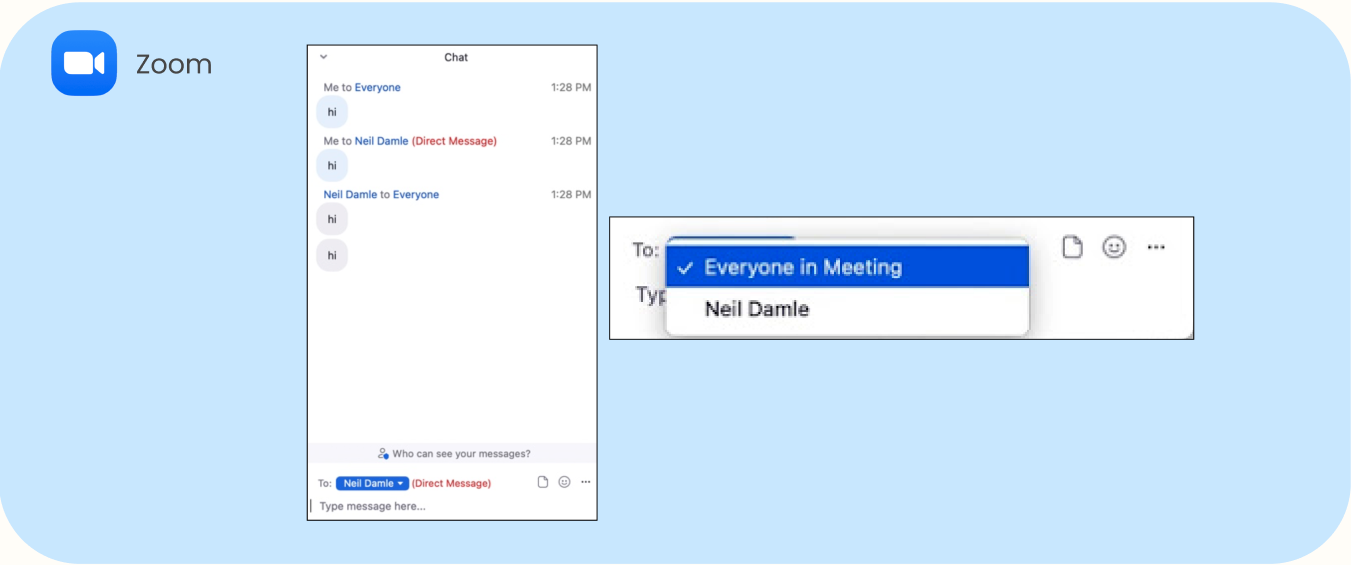 Zoom
Chat
Me to Everyone 1:28 PM
hi
Me to Neil Damle (Direct Message) 1:28 PM
hi
Neil Damle to Everyone 1:28 PM
hi
hi
Who can see your messages?
To: Neil Damle (Direct Message)
Type message here...
To:
Everyone in Meeting
Typ
Neil Damle